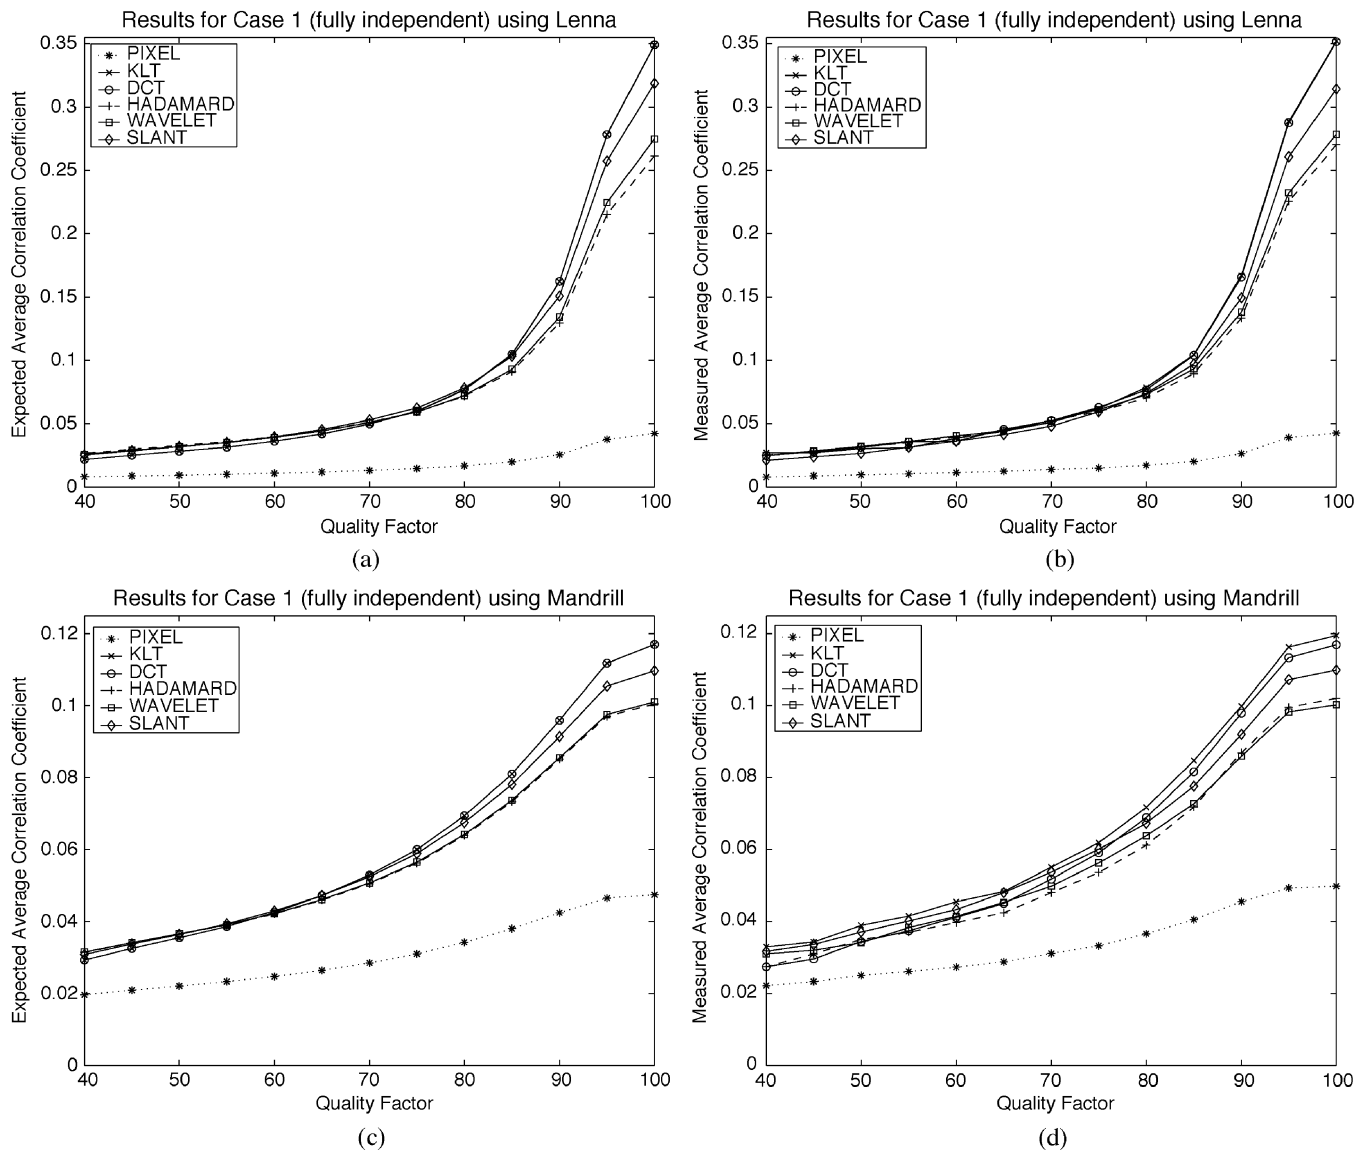 Results for Case 1 (fully independent) using Lenna
Expected Average Correlation Coefficient
0.35
0.3
0.25
0.2
0.15
0.1
0.05
0
PIXEL
KLT
DCT
HADAMARD
WAVELET
SLANT
40 50 60 70 80 90 100
Quality Factor
(a)
Results for Case 1 (fully independent) using Lenna
Measured Average Correlation Coefficient
0.35
0.3
0.25
0.2
0.15
0.1
0.05
0
PIXEL
KLT
DCT
HADAMARD
WAVELET
SLANT
40 50 60 70 80 90 100
Quality Factor
(b)
Results for Case 1 (fully independent) using Mandrill
Expected Average Correlation Coefficient
0.12
0.1
0.08
0.06
0.04
0.02
0
PIXEL
KLT
DCT
HADAMARD
WAVELET
SLANT
40 50 60 70 80 90 100
Quality Factor
(c)
Results for Case 1 (fully independent) using Mandrill
Measured Average Correlation Coefficient
0.12
0.1
0.08
0.06
0.04
0.02
0
PIXEL
KLT
DCT
HADAMARD
WAVELET
SLANT
40 50 60 70 80 90 100
Quality Factor
(d)